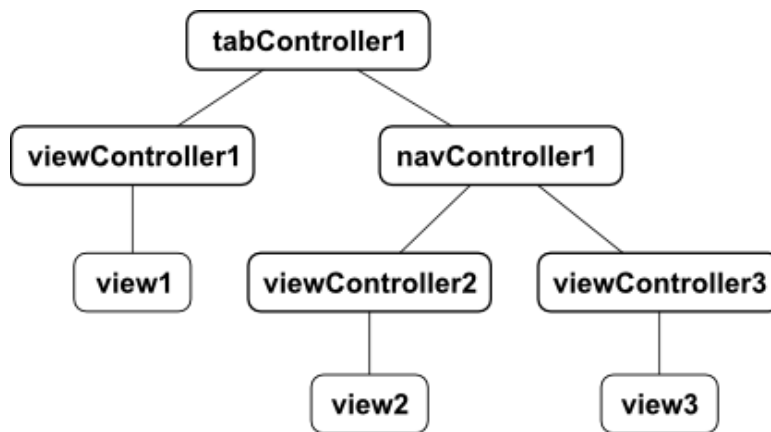 tabController1
viewController1
navController1
view1
viewController2
viewController3
view2
view3